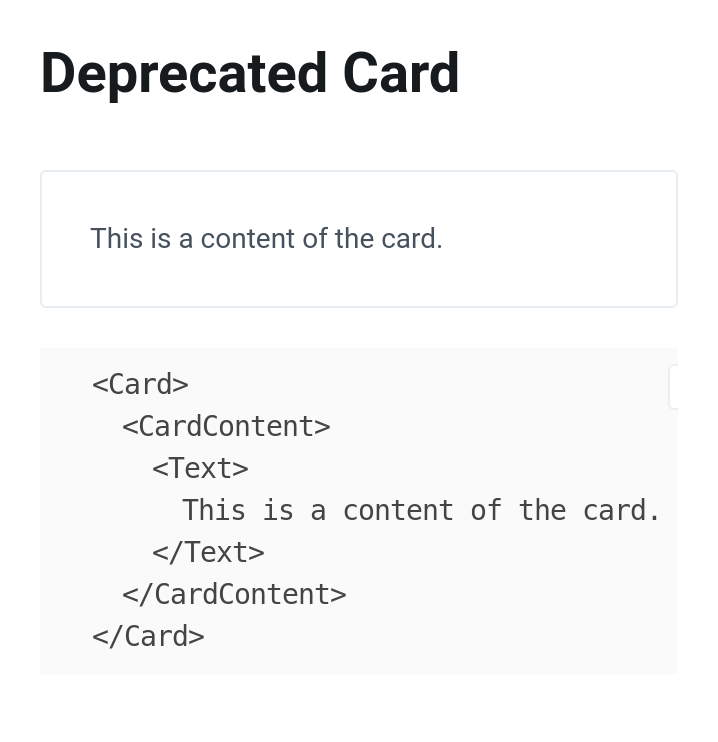 Deprecated Card
This is a content of the card.
<Card>
<CardContent>
<Text>
This is a content of the card.
</Text>
</CardContent>
</Card>